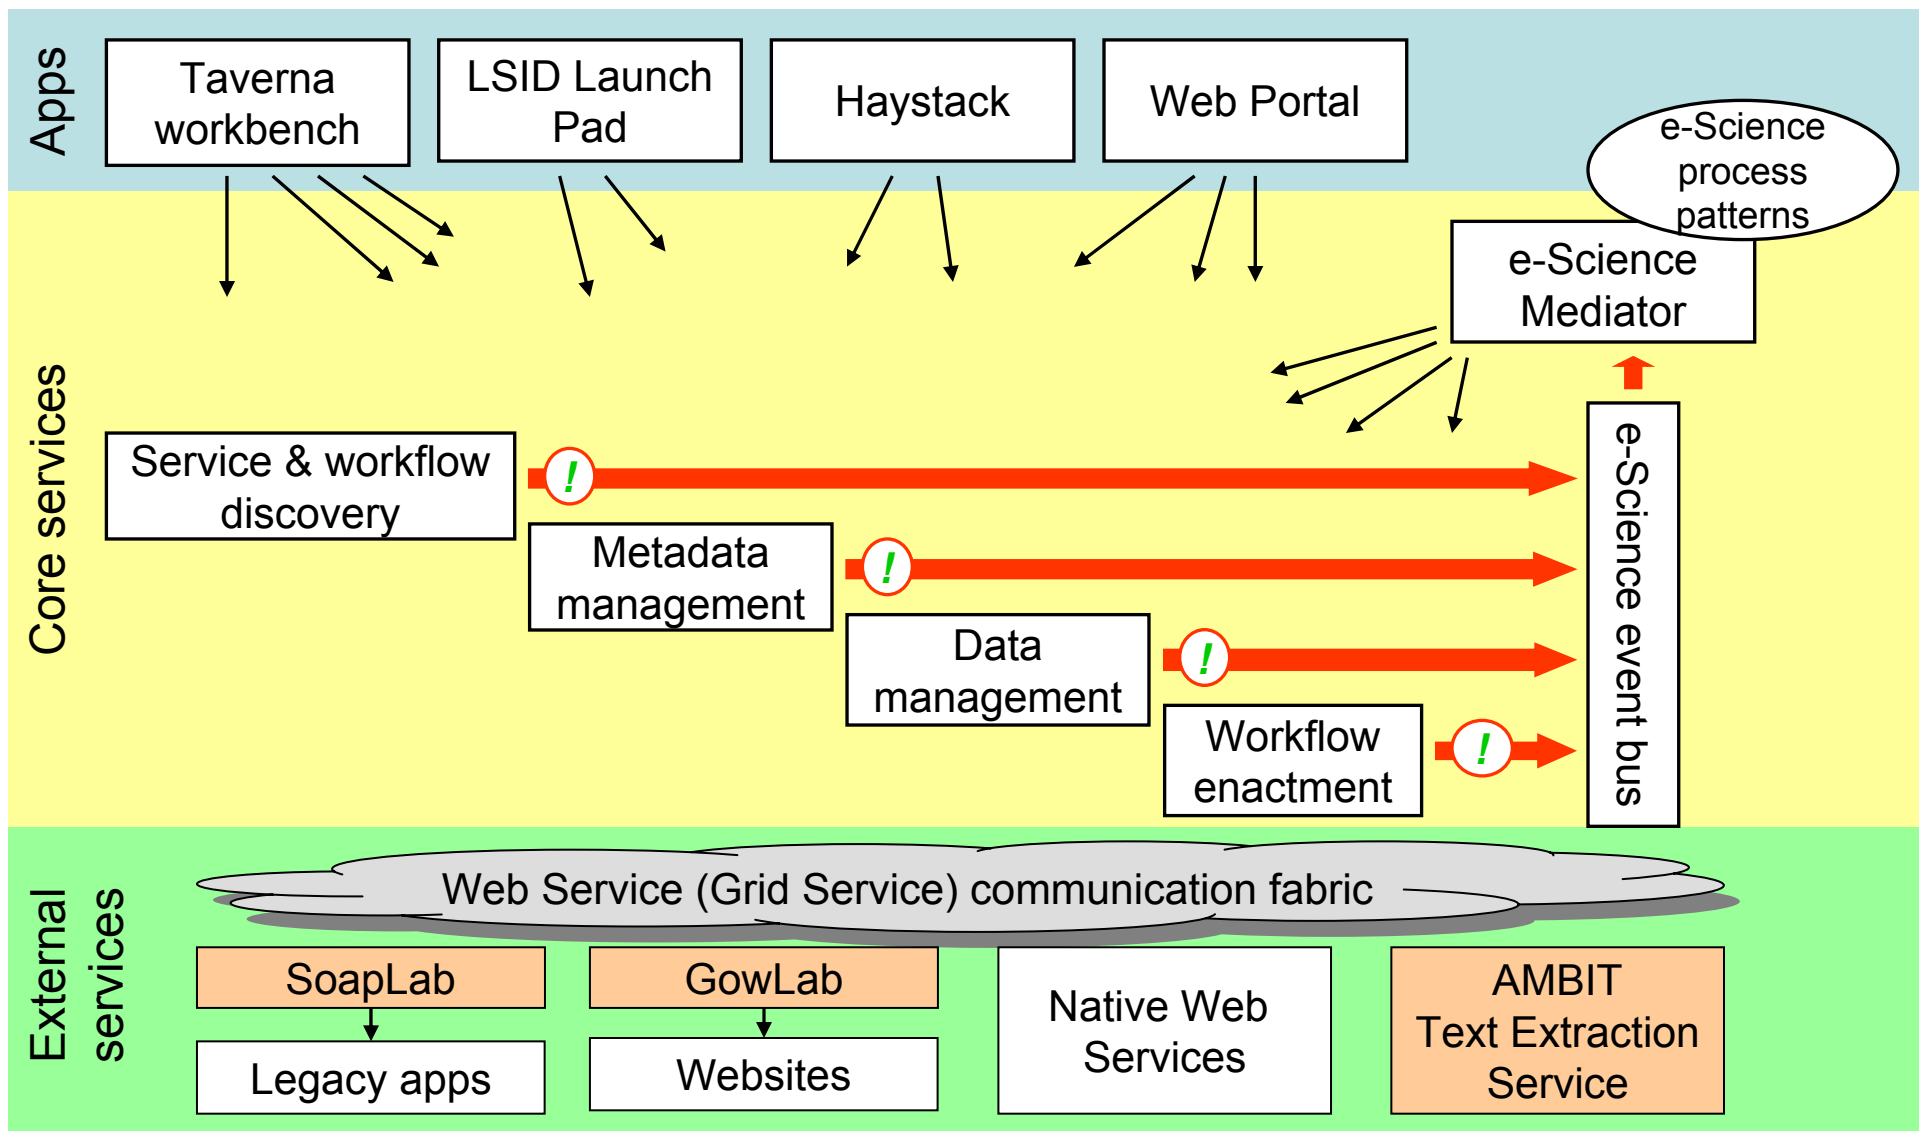 Apps
Taverna
workbench
LSID Launch
Pad
Haystack
Web Portal
e-Science
process
patterns
e-Science
Mediator
Core services
Service & workflow
discovery
!
Metadata
management
!
Data
management
!
Workflow
enactment
!
e-Science event bus
External
services
Web Service (Grid Service) communication fabric
SoapLab
Legacy apps
GowLab
Websites
Native Web
Services
AMBIT
Text Extraction
Service